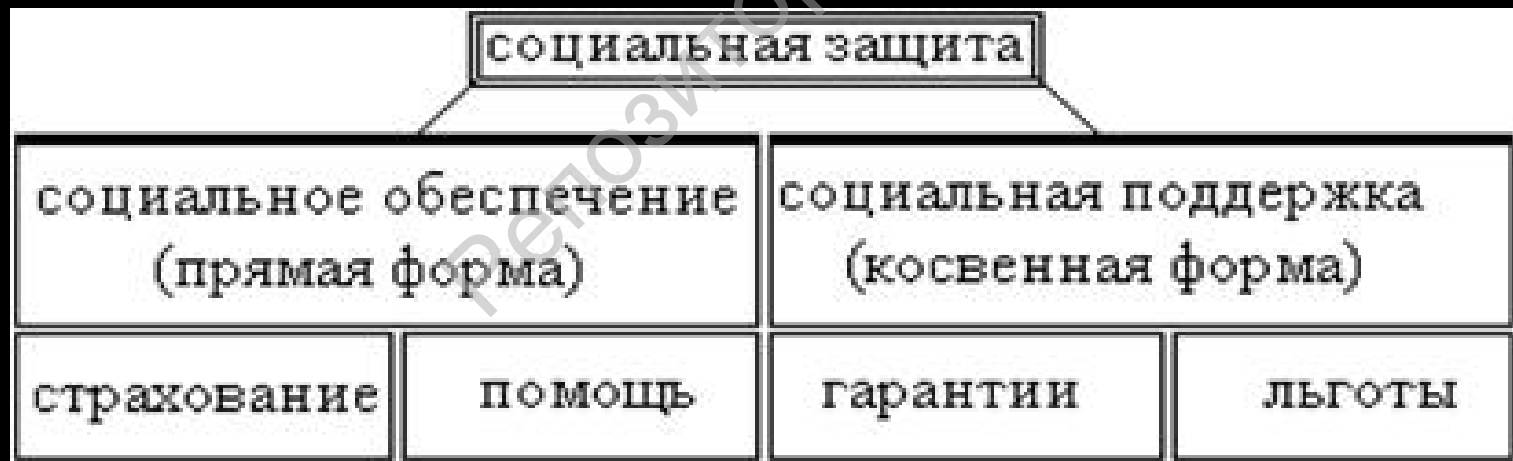 социальная защита
социальное обеспечение
(прямая форма)
социальная поддержка
(косвенная форма)
страхование
помощь
гарантии
льготы